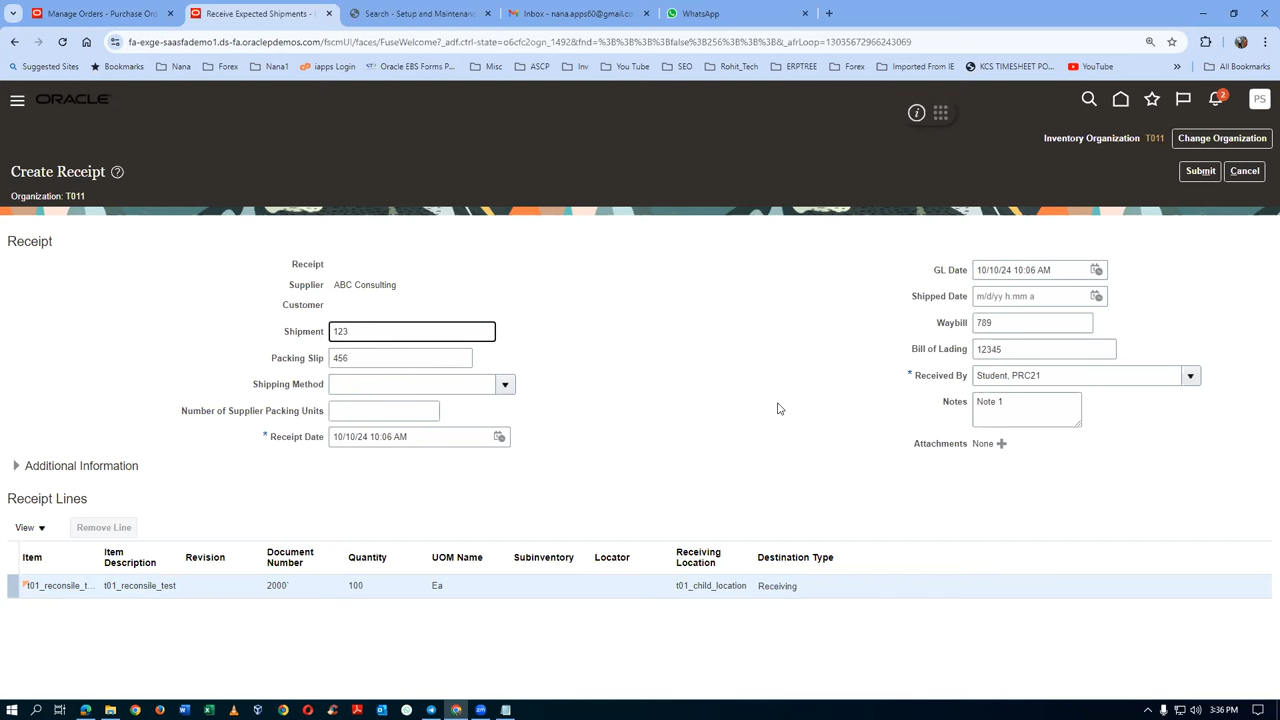 Manage Orders - Purchase Ord
Receive Expected Shipments - (
Search - Setup and Maintenanc
Inbox - nana.apps60@gmail.co
WhatsApp
fa-exge-saasfademo1.ds-fa.oraclepdemos.com/fscmUI/faces/FuseWelcome?_adf.ctrl-state=o6cfc2ogn_1492&fnd=%3B%3B%3B%3Bfalse%3B256%3B%3B%3B&_afrLoop=13035672966243069
Suggested Sites
Bookmarks
Nana
Forex
Nana1
iapps Login
Oracle EBS Forms P...
Misc
ASCP
Inv
You Tube
SEO
Rohit_Tech
ERPTREE
Forex
Imported From IE
KCS TIMESHEET PO...
YouTube
All Bookmarks
ORACLE
2
PS
Inventory Organization T011 Change Organization
Create Receipt ?
Submit Cancel
Organization: T011
Receipt
Receipt
Supplier ABC Consulting
Customer
Shipment 123
Packing Slip 456
Shipping Method
Number of Supplier Packing Units
* Receipt Date 10/10/24 10:06 AM
GL Date 10/10/24 10:06 AM
Shipped Date m/d/yy h:mm a
Waybill 789
Bill of Lading 12345
* Received By Student, PRC21
Notes Note 1
Attachments None
Additional Information
Receipt Lines
View Remove Line
Item Item Description Revision Document Number Quantity UOM Name Subinventory Locator Receiving Location Destination Type
t01_reconsile_t... t01_reconsile_test 2000` 100 Ea t01_child_location Receiving
3:36 PM